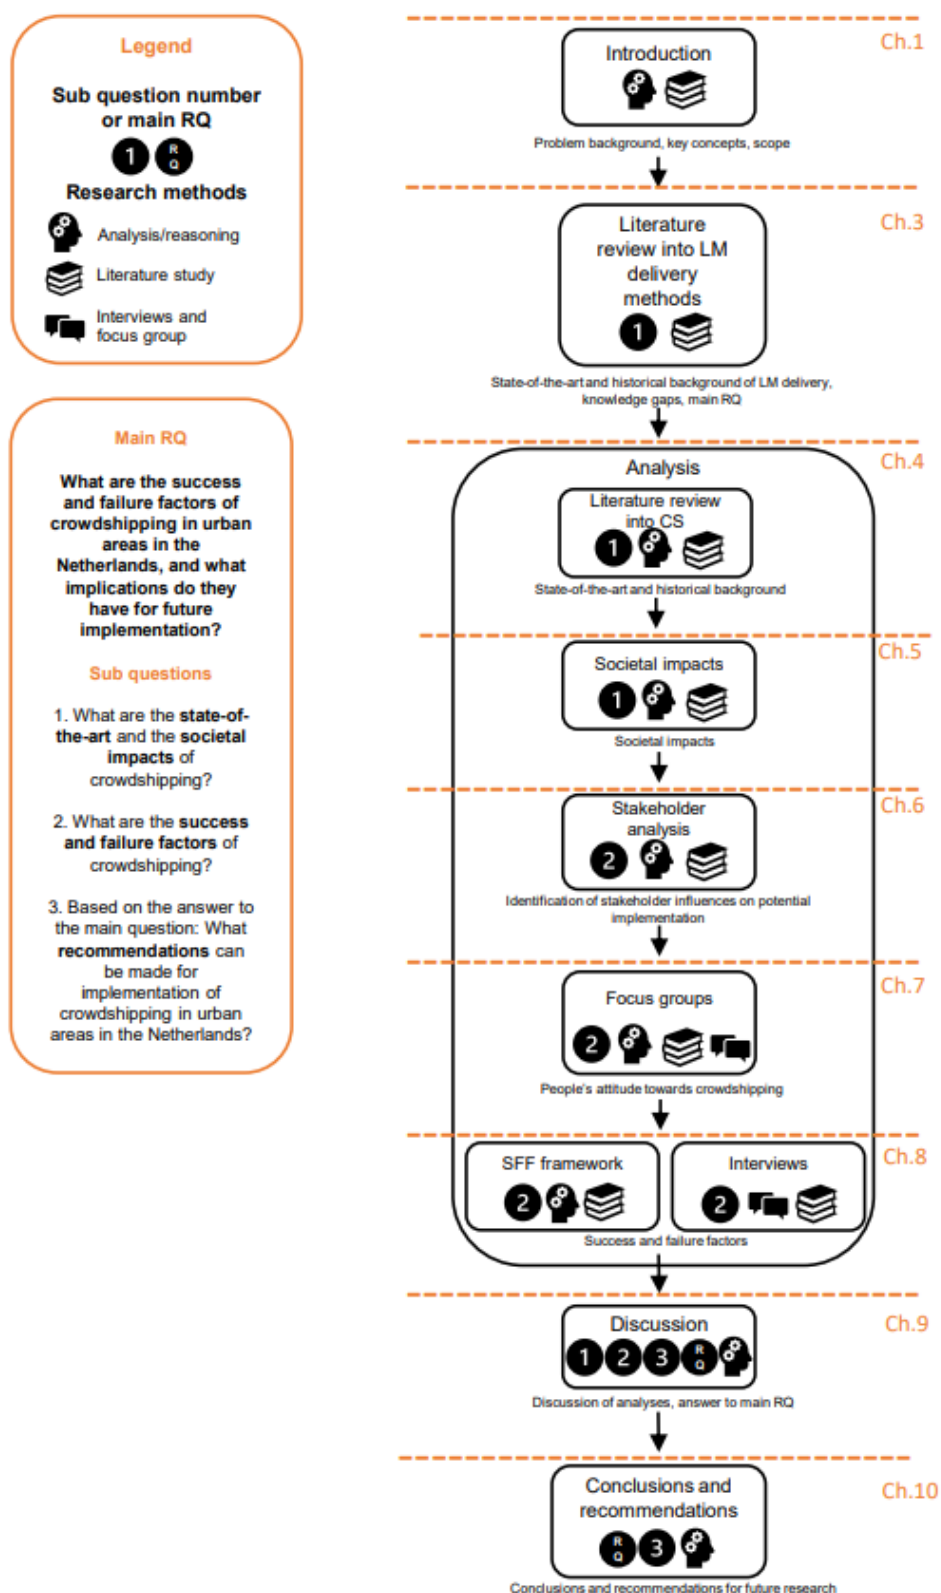 Legend
Sub question number
or main RQ
1
R
Q
Research methods
Analysis/reasoning
Literature study
Interviews and
focus group
Main RQ
What are the success
and failure factors of
crowdshipping in urban
areas in the
Netherlands, and what
implications do they
have for future
implementation?
Sub questions
1. What are the state-of-
the-art and the societal
impacts of
crowdshipping?
2. What are the success
and failure factors of
crowdshipping?
3. Based on the answer to
the main question: What
recommendations can
be made for
implementation of
crowdshipping in urban
areas in the Netherlands?
Ch.1
Introduction
Problem background, key concepts, scope
Ch.3
Literature
review into LM
delivery
methods
1
State-of-the-art and historical background of LM delivery,
knowledge gaps, main RQ
Ch.4
Analysis
Literature review
into CS
1
State-of-the-art and historical background
Ch.5
Societal impacts
1
Societal impacts
Ch.6
Stakeholder
analysis
2
Identification of stakeholder influences on potential
implementation
Ch.7
Focus groups
2
People's attitude towards crowdshipping
Ch.8
SFF framework
2
Interviews
2
Success and failure factors
Ch.9
Discussion
1 2 3 R
Q
Discussion of analyses, answer to main RQ
Ch.10
Conclusions and
recommendations
R
Q 3
Conclusions and recommendations for future research